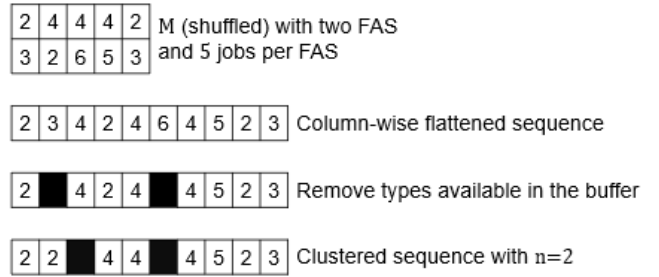 2 4 4 4 2 M (shuffled) with two FAS
3 2 6 5 3 and 5 jobs per FAS
2 3 4 2 4 6 4 5 2 3 Column-wise flattened sequence
2 4 2 4 4 5 2 3 Remove types available in the buffer
2 2 4 4 4 5 2 3 Clustered sequence with n=2